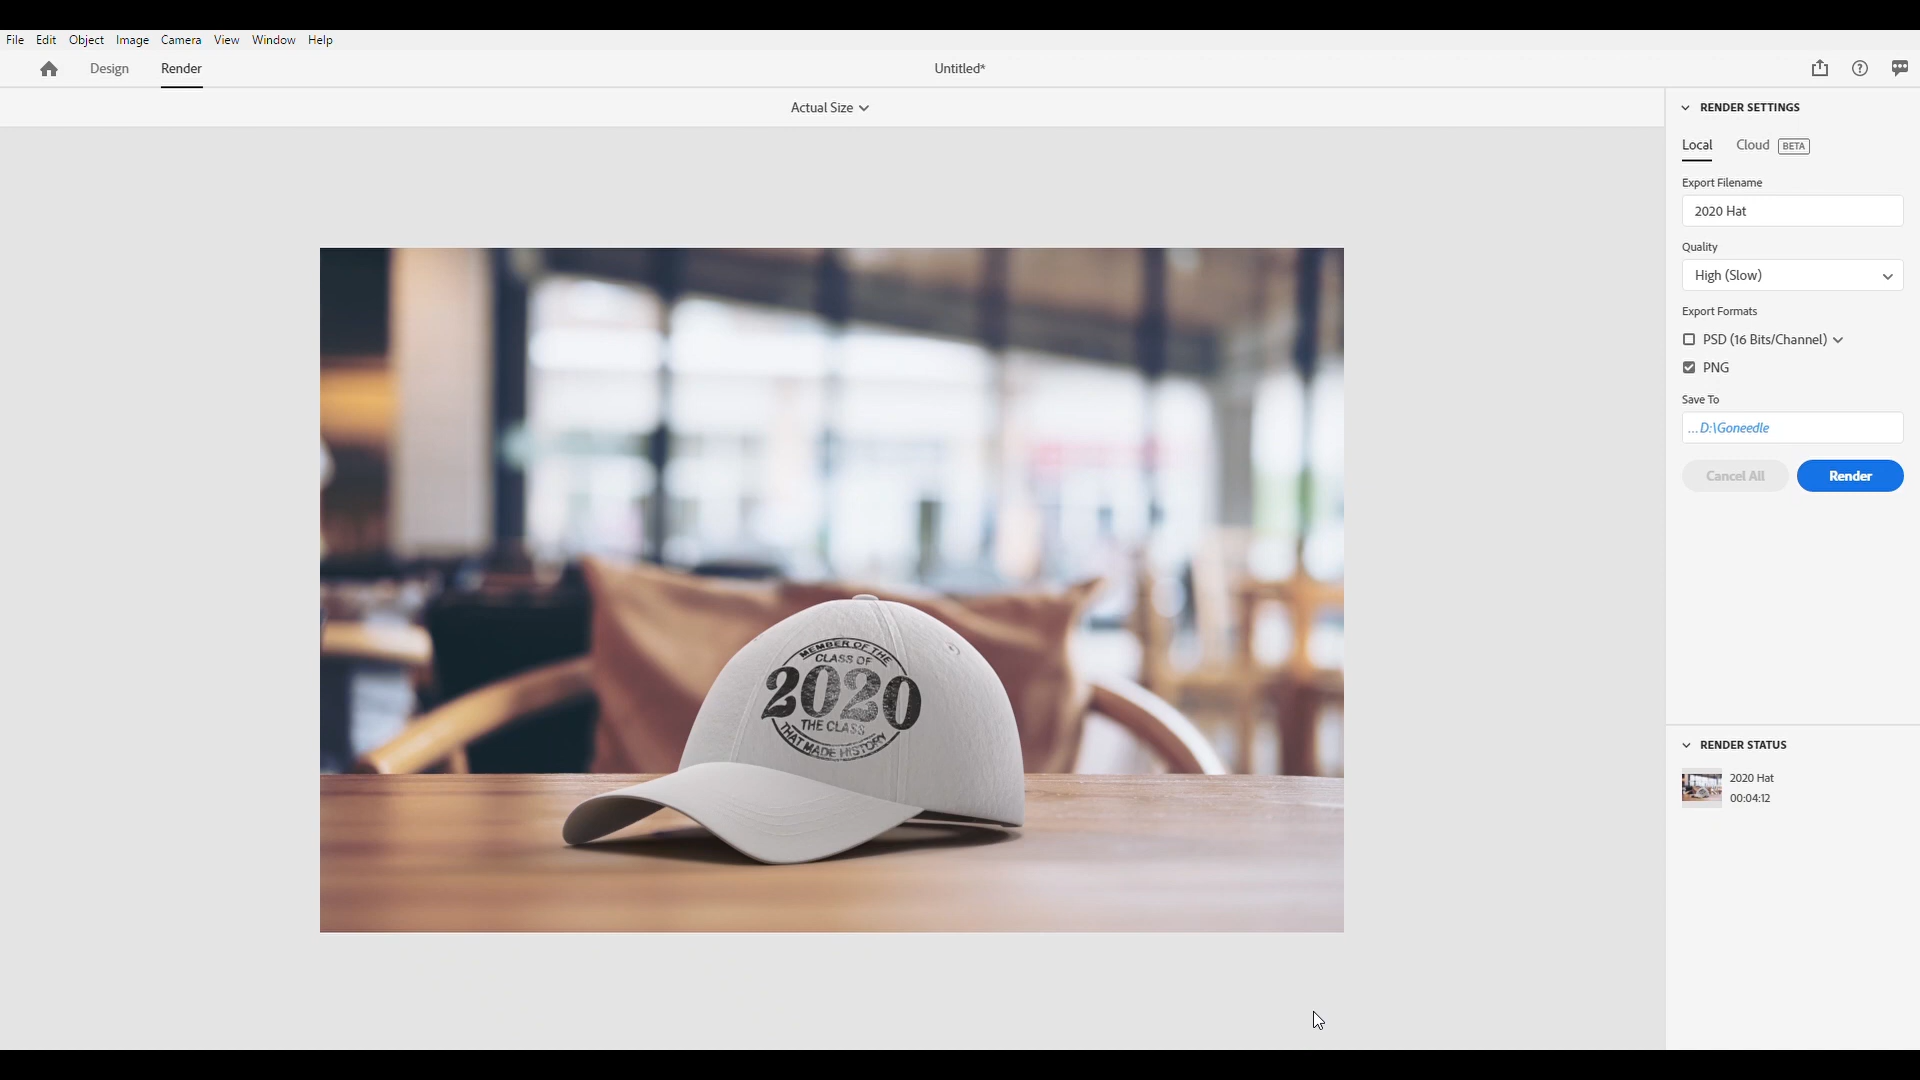 File Edit Object Image Camera View Window Help
Design Render Untitled*
Actual Size
RENDER SETTINGS
Local Cloud BETA
Export Filename
2020 Hat
Quality
High (Slow)
Export Formats
PSD (16 Bits/Channel)
PNG
Save To
...D:\Goneedle
Cancel All Render
MEMBER OF THE
CLASS OF
2020
THE CLASS
THAT MADE HISTORY
RENDER STATUS
2020 Hat
00:04:12